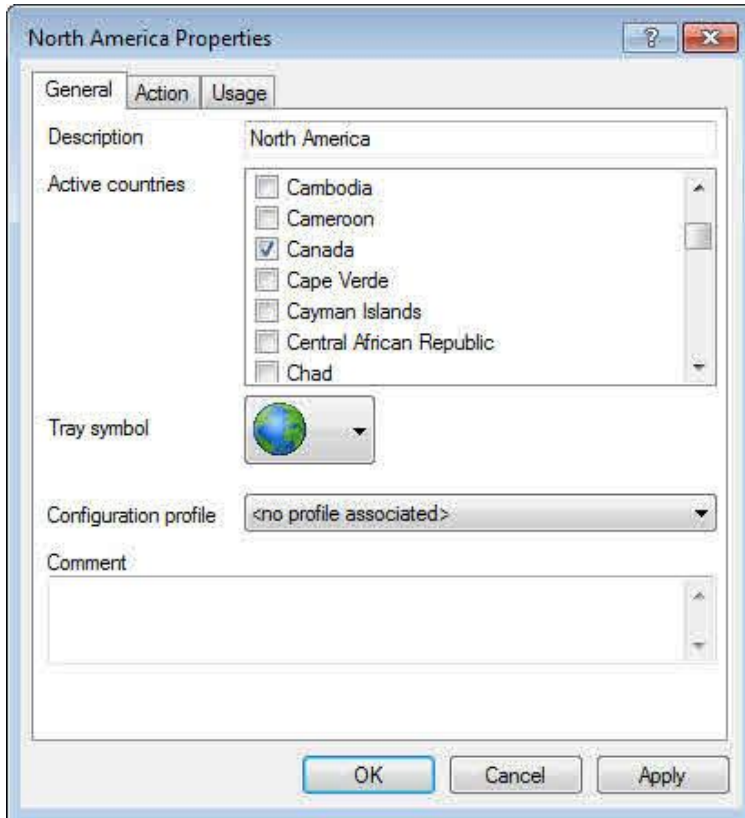 North America Properties
General Action Usage
Description North America
Active countries Cambodia
Cameroon
Canada
Cape Verde
Cayman Islands
Central African Republic
Chad
Tray symbol
Configuration profile <no profile associated>
Comment
OK Cancel Apply